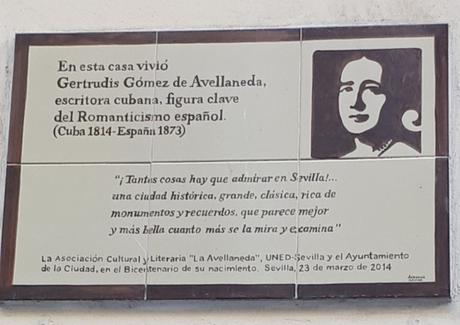 En esta casa vivió
Gertrudis Gómez de Avellaneda,
escritora cubana, figura clave
del Romanticismo español.
(Cuba 1814-España 1873)
"¡Tantas cosas hay que admirar en Sevilla!...
una ciudad histórica, grande, clásica, rica de
monumentos y recuerdos, que parece mejor
y más bella cuanto más se la mira y examina"
La Asociación Cultural y Literaria "La Avellaneda", UNED-Sevilla y el Ayuntamiento
de la Ciudad, en el Bicentenario de su nacimiento. Sevilla, 23 de marzo de 2014